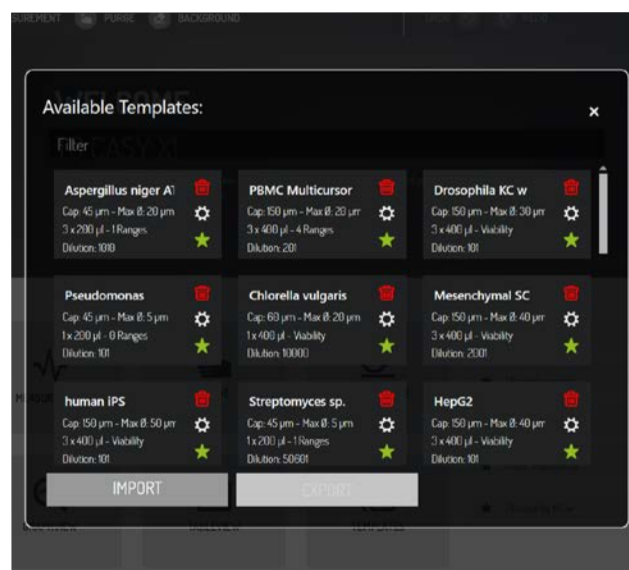 PURGE
BACKGROUND
Available Templates:
×
Filter
Aspergillus niger A
Cap: 45 µm - Max Ø: 20 µm
3 x 200 µl - 1 Ranges
Dilution: 1010
PBMC Multicursor
Cap: 150 µm - Max Ø: 20 µm
3 x 400 µl - 4 Ranges
Dilution: 201
Drosophila KC w
Cap: 150 µm - Max Ø: 30 µm
3 x 400 µl - Viability
Dilution: 101
Pseudomonas
Cap: 45 µm - Max Ø: 5 µm
1 x 200 µl - 0 Ranges
Dilution: 101
Chlorella vulgaris
Cap: 60 µm - Max Ø: 20 µm
1 x 400 µl - Viability
Dilution: 10000
Mesenchymal SC
Cap: 150 µm - Max Ø: 40 µm
3 x 400 µl - Viability
Dilution: 2001
human iPS
Cap: 150 µm - Max Ø: 50 µm
3 x 400 µl - Viability
Dilution: 101
Streptomyces sp.
Cap: 45 µm - Max Ø: 5 µm
1 x 200 µl - 1 Ranges
Dilution: 50601
HepG2
Cap: 150 µm - Max Ø: 40 µm
3 x 400 µl - Viability
Dilution: 101
IMPORT
EXPORT